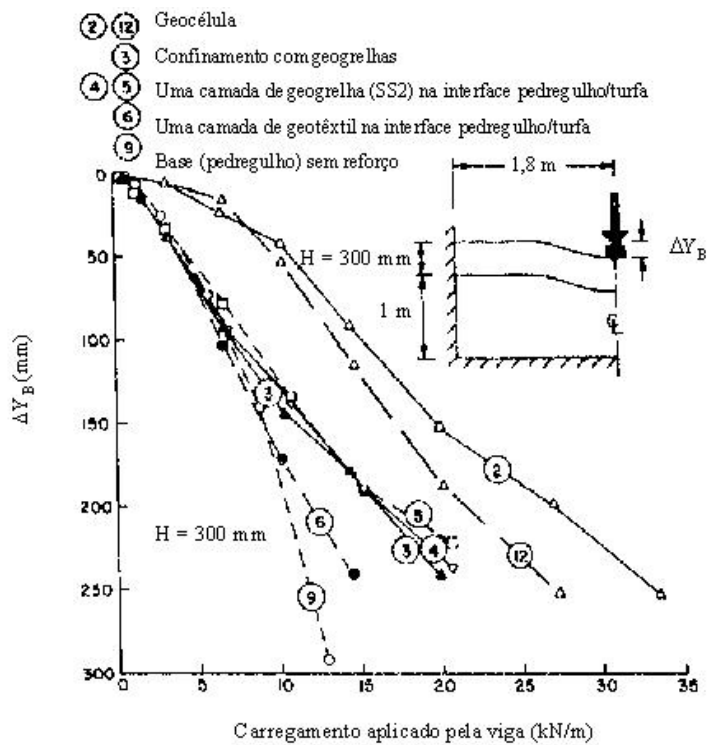 ② ⑫ Geocélula
③ Confinamento com geogrelhas
④ ⑤ Uma camada de geogrelha (SS2) na interface pedregulho/turfa
⑥ Uma camada de geotêxtil na interface pedregulho/turfa
⑨ Base (pedregulho) sem reforço
1,8 m
ΔY_B
H = 300 mm
1 m
℄
0
50
100
150
200
250
300
ΔY_B (mm)
③
②
⑤
⑥
③
④
⑫
⑨
H = 300 mm
0 5 10 15 20 25 30 35
Carregamento aplicado pela viga (kN/m)